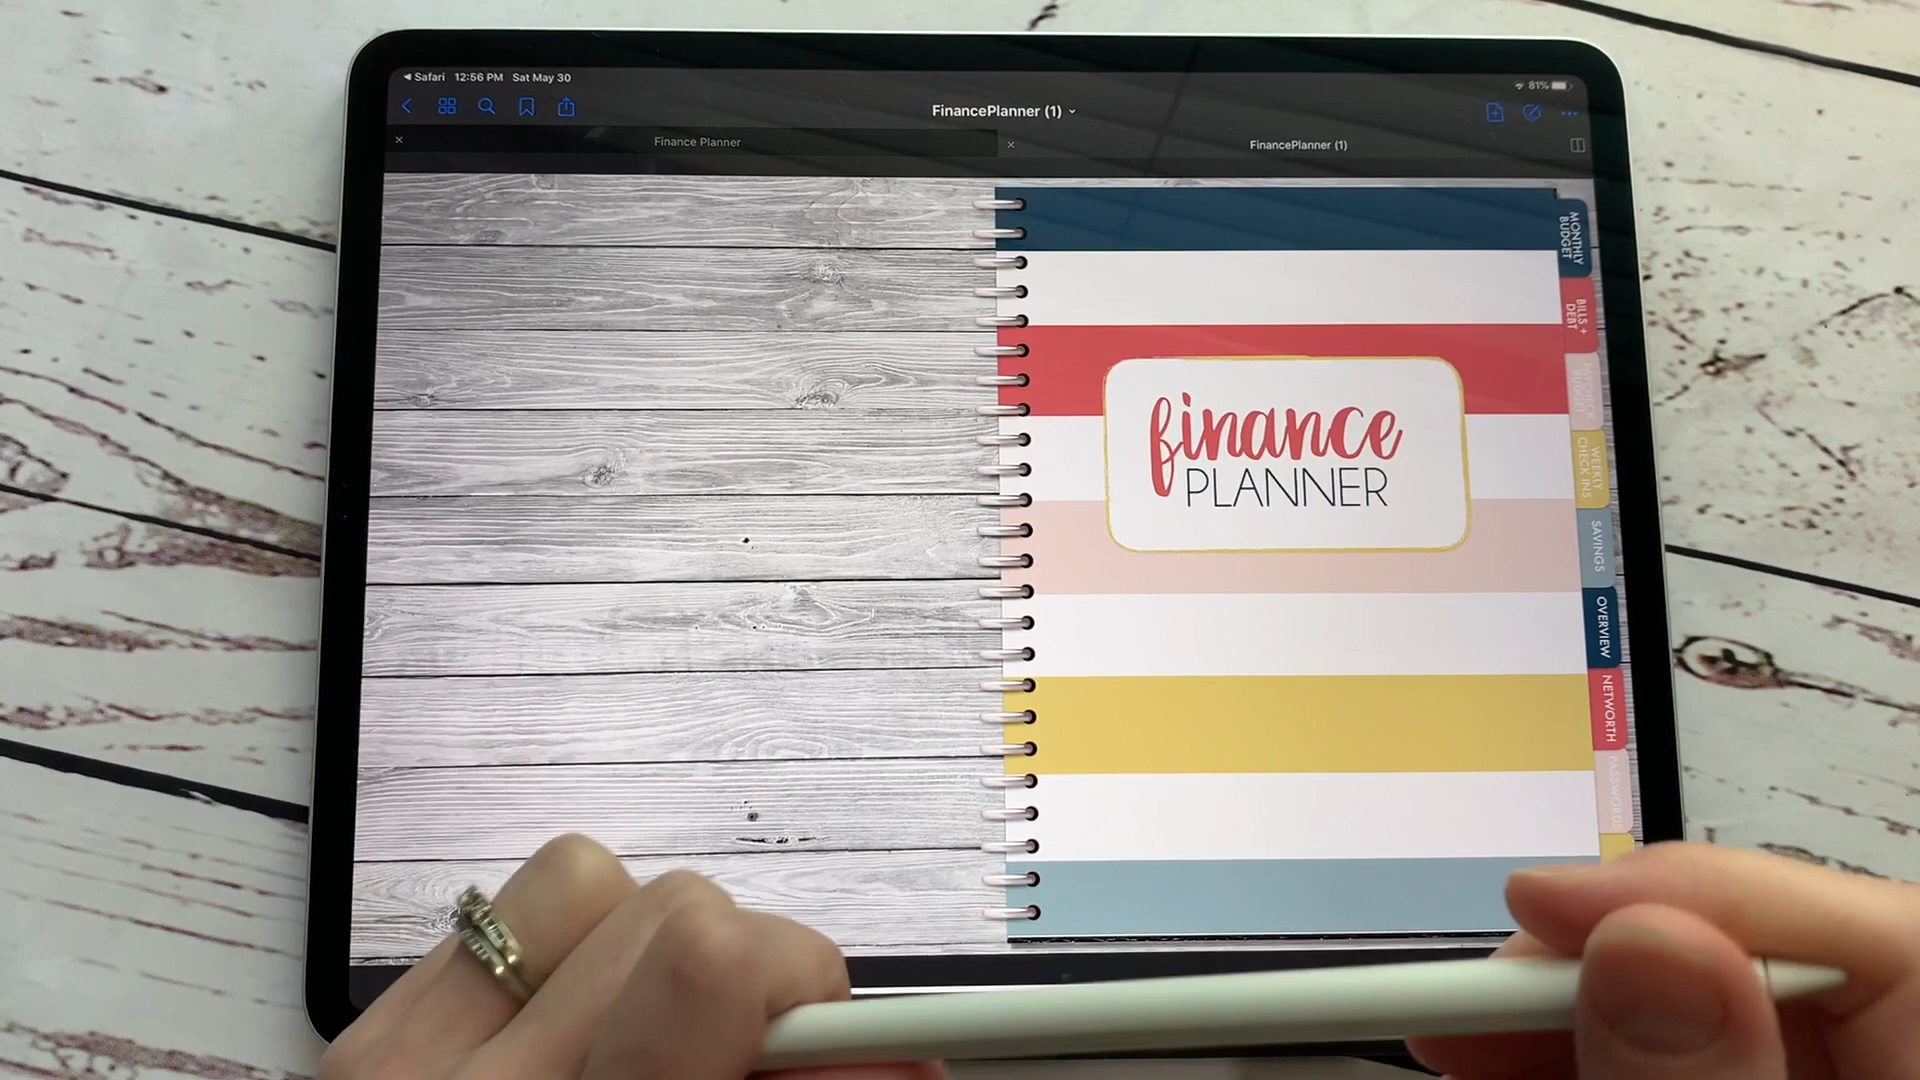 Safari 12:56 PM Sat May 30
81%
FinancePlanner (1)
Finance Planner
FinancePlanner (1)
finance
PLANNER
MONTHLY
BUDGET
BILLS +
DEBT
WEEKLY
CHECK INS
SAVINGS
OVERVIEW
NETWORTH
PASSWORDS